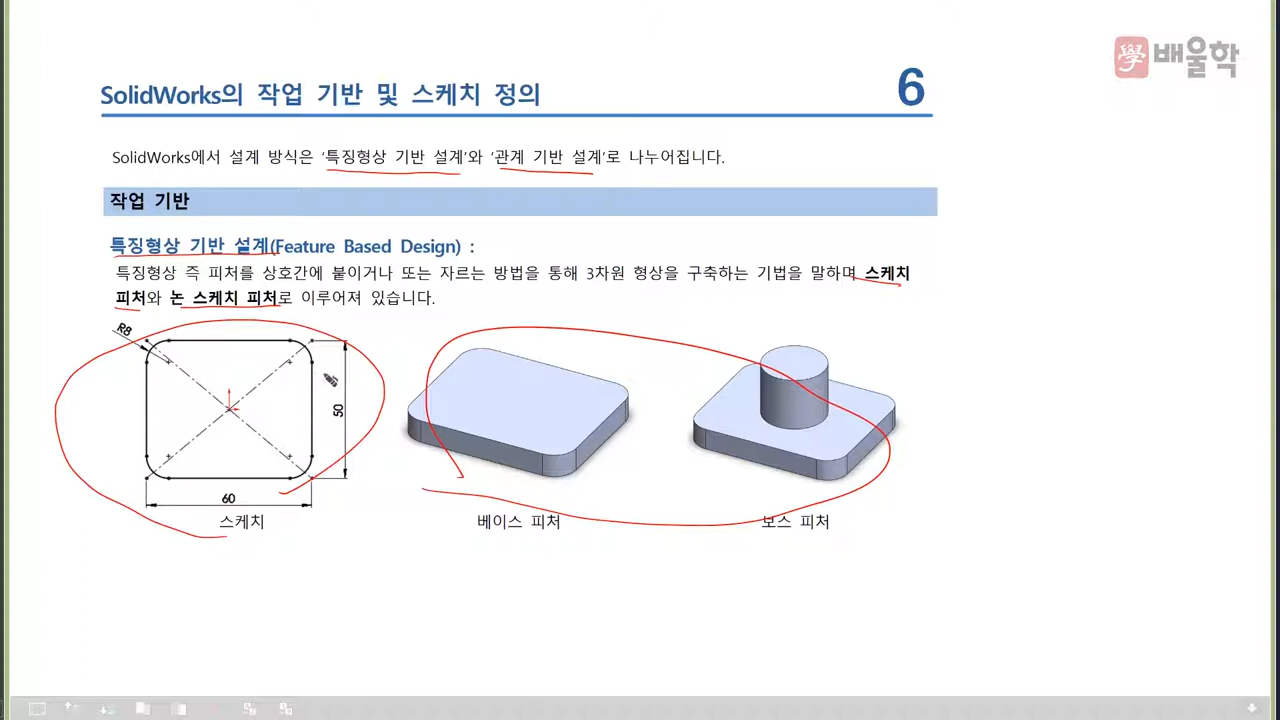 學 배울학
SolidWorks의 작업 기반 및 스케치 정의
6
SolidWorks에서 설계 방식은 '특징형상 기반 설계'와 '관계 기반 설계'로 나누어집니다.
작업 기반
특징형상 기반 설계(Feature Based Design) :
특징형상 즉 피처를 상호간에 붙이거나 또는 자르는 방법을 통해 3차원 형상을 구축하는 기법을 말하며 스케치
피처와 논 스케치 피처로 이루어져 있습니다.
R8
50
60
스케치
베이스 피처
보스 피처